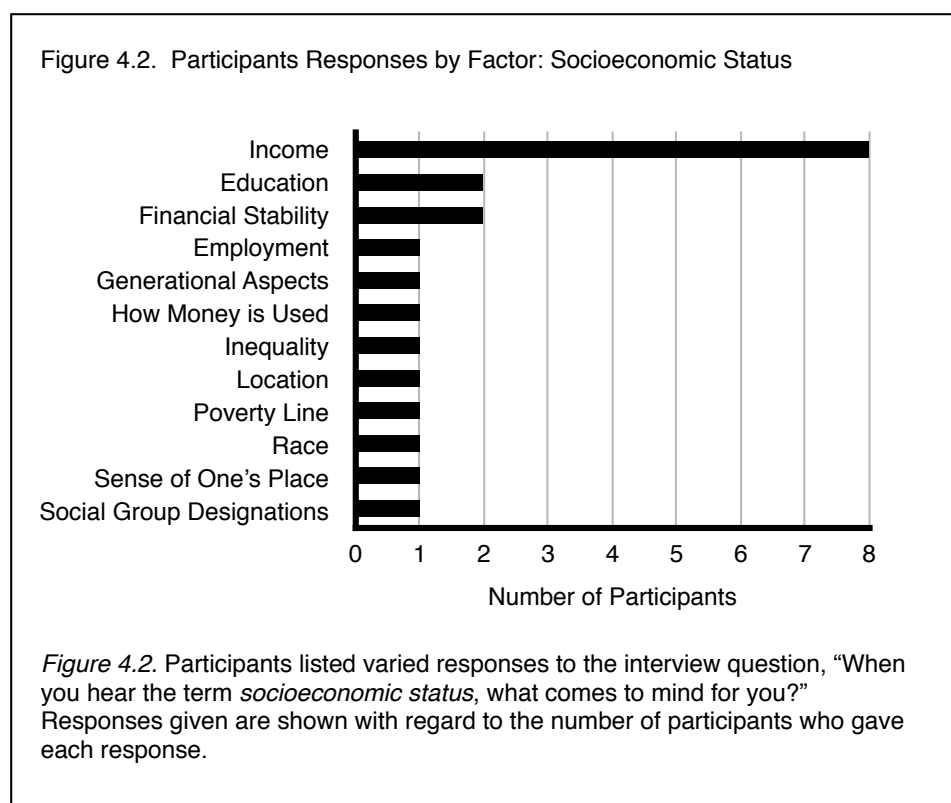 Figure 4.2. Participants Responses by Factor: Socioeconomic Status
Income
Education
Financial Stability
Employment
Generational Aspects
How Money is Used
Inequality
Location
Poverty Line
Race
Sense of One’s Place
Social Group Designations
0 1 2 3 4 5 6 7 8
Number of Participants
Figure 4.2. Participants listed varied responses to the interview question, “When
you hear the term socioeconomic status, what comes to mind for you?”
Responses given are shown with regard to the number of participants who gave
each response.